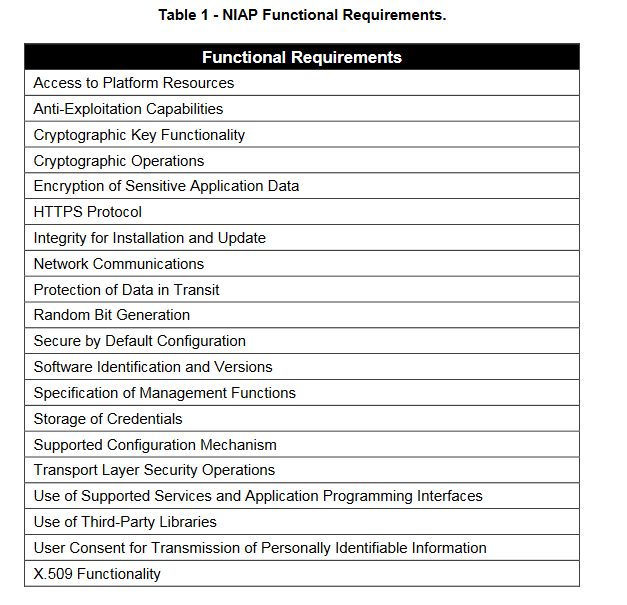 Table 1 - NIAP Functional Requirements.
Functional Requirements
Access to Platform Resources
Anti-Exploitation Capabilities
Cryptographic Key Functionality
Cryptographic Operations
Encryption of Sensitive Application Data
HTTPS Protocol
Integrity for Installation and Update
Network Communications
Protection of Data in Transit
Random Bit Generation
Secure by Default Configuration
Software Identification and Versions
Specification of Management Functions
Storage of Credentials
Supported Configuration Mechanism
Transport Layer Security Operations
Use of Supported Services and Application Programming Interfaces
Use of Third-Party Libraries
User Consent for Transmission of Personally Identifiable Information
X.509 Functionality